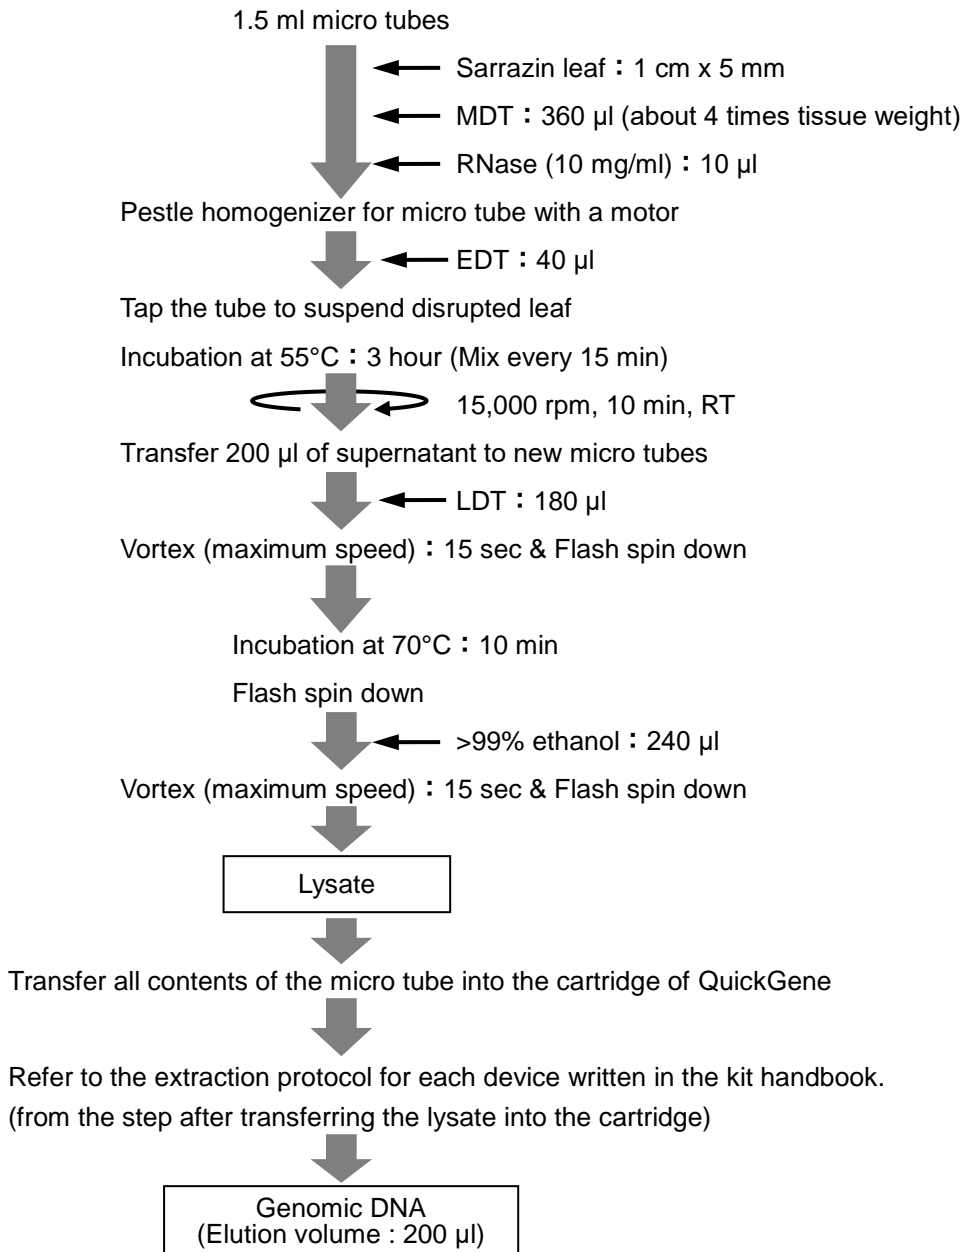 1.5 ml micro tubes
Sarrazin leaf：1 cm x 5 mm
MDT：360 µl (about 4 times tissue weight)
RNase (10 mg/ml)：10 µl
Pestle homogenizer for micro tube with a motor
EDT：40 µl
Tap the tube to suspend disrupted leaf
Incubation at 55°C：3 hour (Mix every 15 min)
15,000 rpm, 10 min, RT
Transfer 200 µl of supernatant to new micro tubes
LDT：180 µl
Vortex (maximum speed)：15 sec & Flash spin down
Incubation at 70°C：10 min
Flash spin down
>99% ethanol：240 µl
Vortex (maximum speed)：15 sec & Flash spin down
Lysate
Transfer all contents of the micro tube into the cartridge of QuickGene
Refer to the extraction protocol for each device written in the kit handbook.
(from the step after transferring the lysate into the cartridge)
Genomic DNA
(Elution volume : 200 µl)